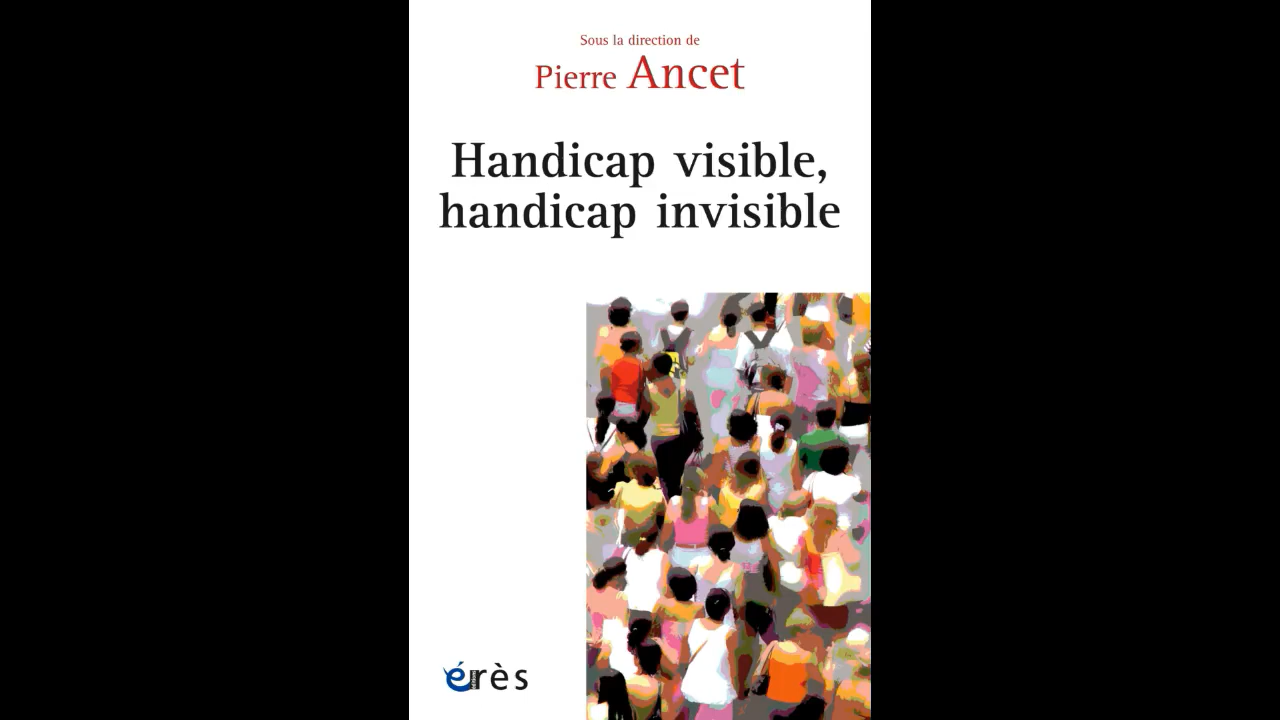 Sous la direction de
Pierre Ancet
Handicap visible,
handicap invisible
érès